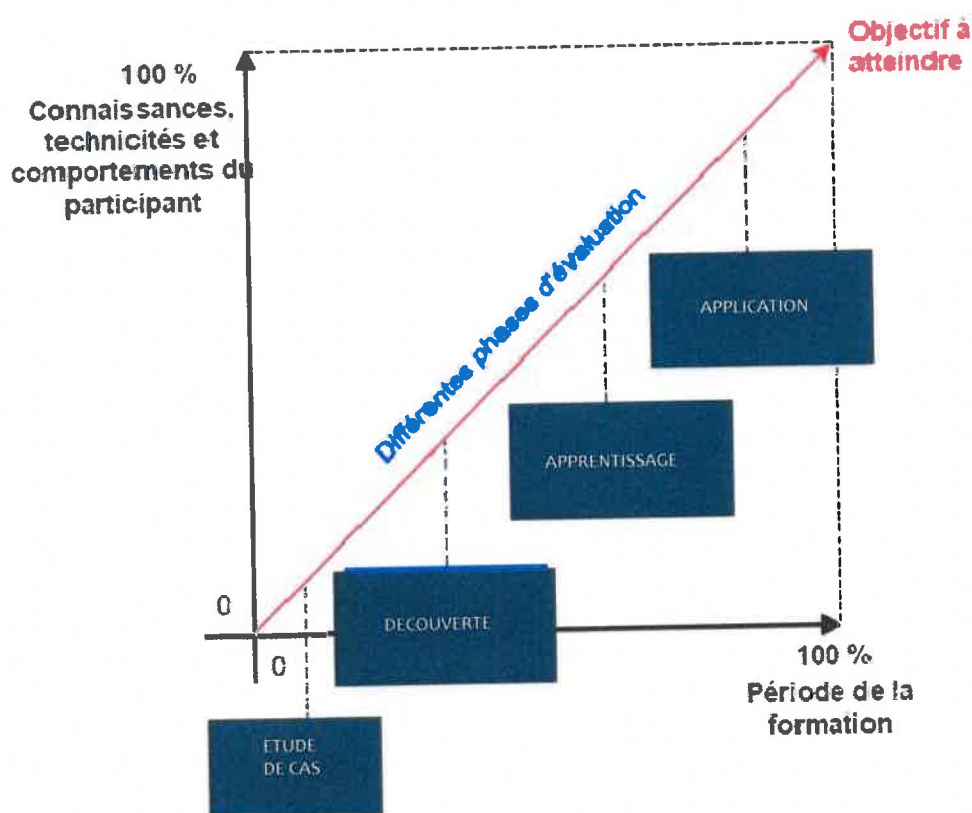 Objectif à
atteindre
100 %
Connaissances,
technicités et
comportements du
participant
Différentes phases d'évaluation
APPLICATION
APPRENTISSAGE
DECOUVERTE
0
0
100 %
Période de la
formation
ETUDE
DE CAS